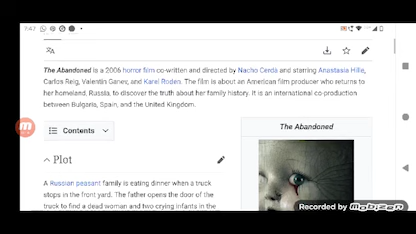 7:47
The Abandoned is a 2006 horror film co-written and directed by Nacho Cerdà and starring Anastasia Hille,
Carlos Reig, Valentin Ganev, and Karel Roden. The film is about an American film producer who returns to
her homeland, Russia, to discover the truth about her family history. It is an international co-production
between Bulgaria, Spain, and the United Kingdom.
Contents
The Abandoned
Plot
A Russian peasant family is eating dinner when a truck
stops in the front yard. The father opens the door of the
truck to find a dead woman and two crying infants in the
Recorded by Mobizen